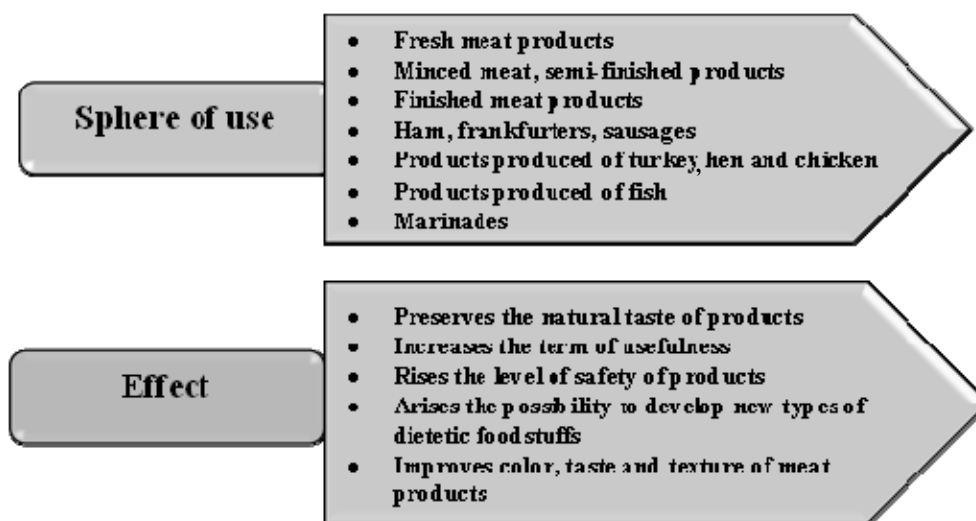 Sphere of use
• Fresh meat products
• Minced meat, semi-finished products
• Finished meat products
• Ham, frankfurters, sausages
• Products produced of turkey, hen and chicken
• Products produced of fish
• Marinades
Effect
• Preserves the natural taste of products
• Increases the term of usefulness
• Rises the level of safety of products
• Arises the possibility to develop new types of
dietetic foodstuffs
• Improves color, taste and texture of meat
products